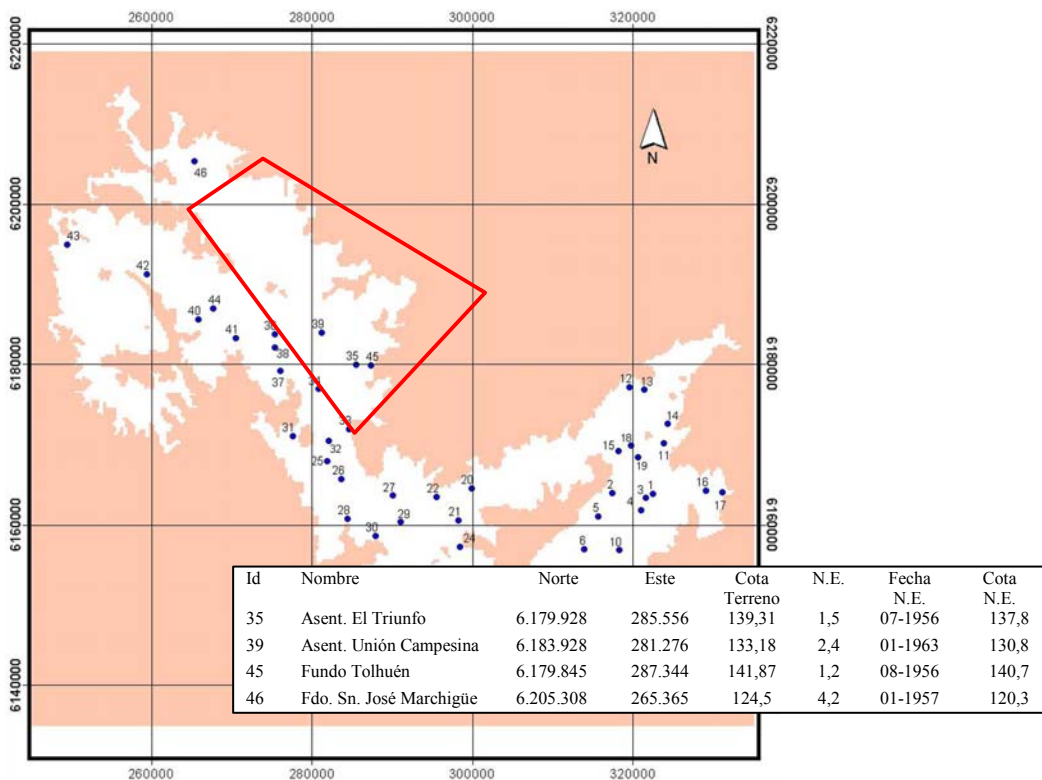 260000 280000 300000 320000
6220000 6220000
N
46
6200000 6200000
43
42
44
40
41
39
38
35 45
6180000 6180000
37
12 13
14
31
32
25
26
15 18 11
19
20
27 22
2 3 1 16
4 17
28 29 21 5
30
24 6 10
6160000 6160000
Id Nombre Norte Este Cota Terreno N.E. Fecha N.E. Cota N.E.
35 Asent. El Triunfo 6.179.928 285.556 139,31 1,5 07-1956 137,8
39 Asent. Unión Campesina 6.183.928 281.276 133,18 2,4 01-1963 130,8
45 Fundo Tolhuén 6.179.845 287.344 141,87 1,2 08-1956 140,7
46 Fdo. Sn. José Marchigüe 6.205.308 265.365 124,5 4,2 01-1957 120,3
6140000
260000 280000 300000 320000